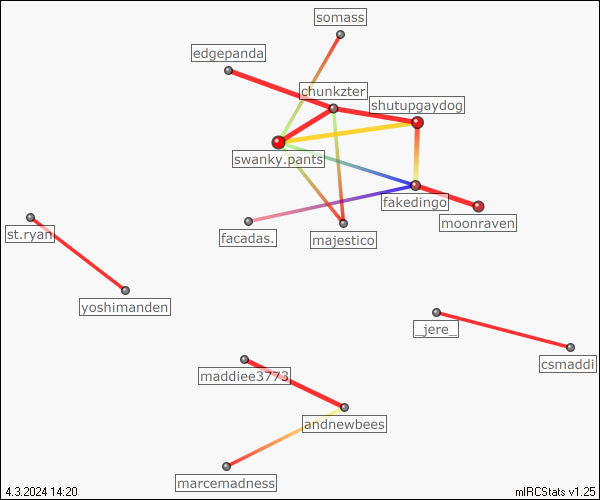 somass
edgepanda
chunkzter
shutupgaydog
swanky.pants
fakedingo
moonraven
facadas.
majestico
st.ryan
yoshimanden
_jere_
csmaddi
maddiee3773
andnewbees
marcemadness
4.3.2024 14:20
mIRCStats v1.25